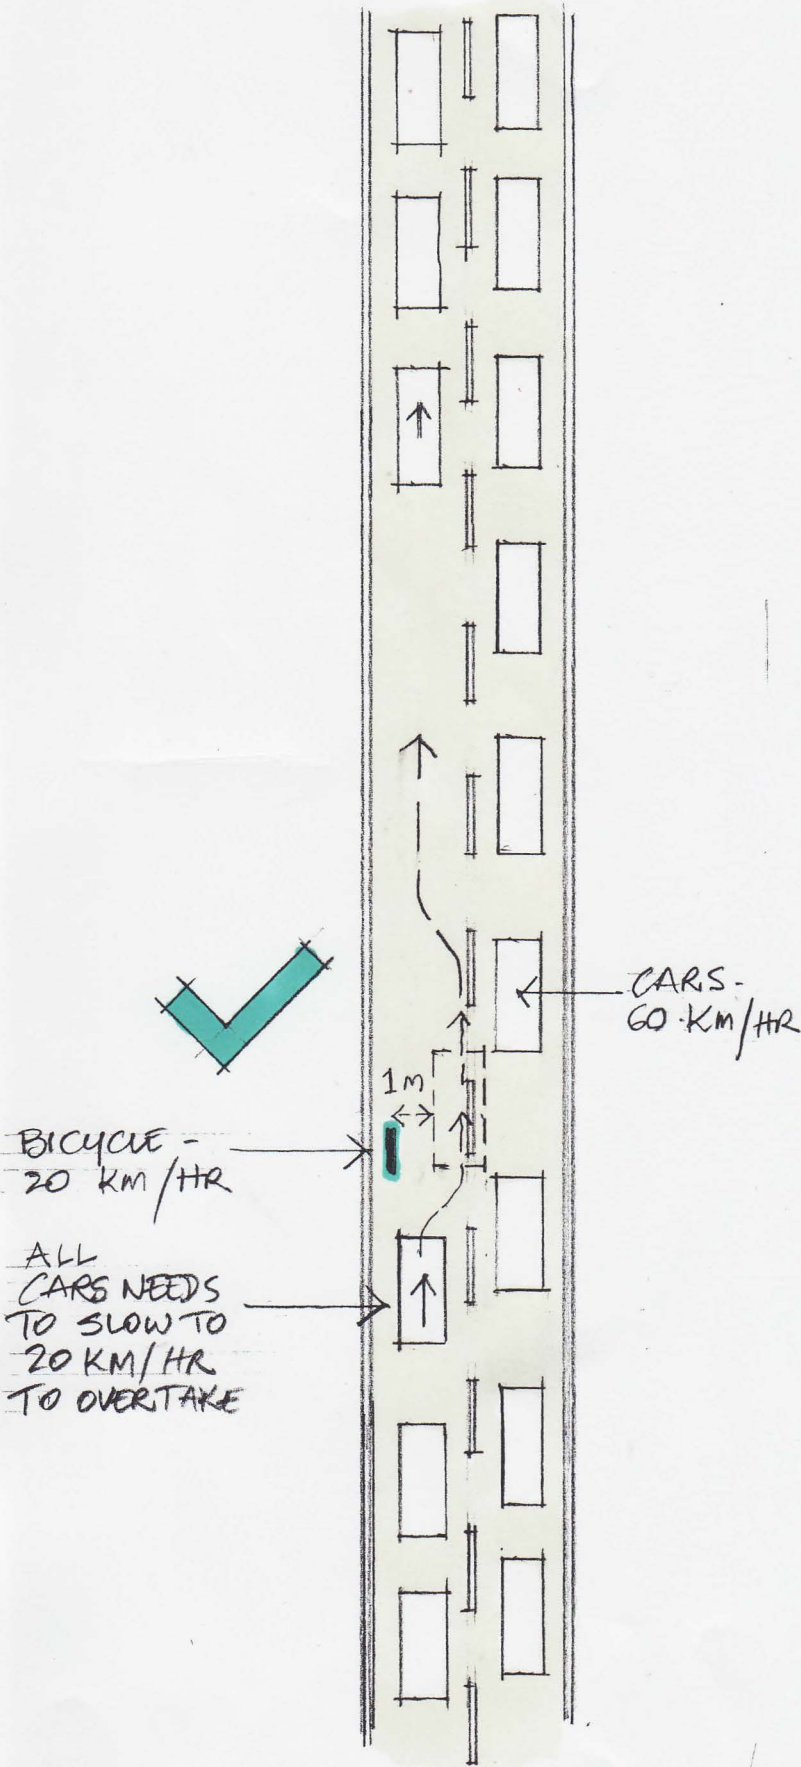 CARS-
60 KM/HR
1M
BICYCLE -
20 KM/HR
ALL
CARS NEEDS
TO SLOW TO
20 KM/HR
TO OVERTAKE